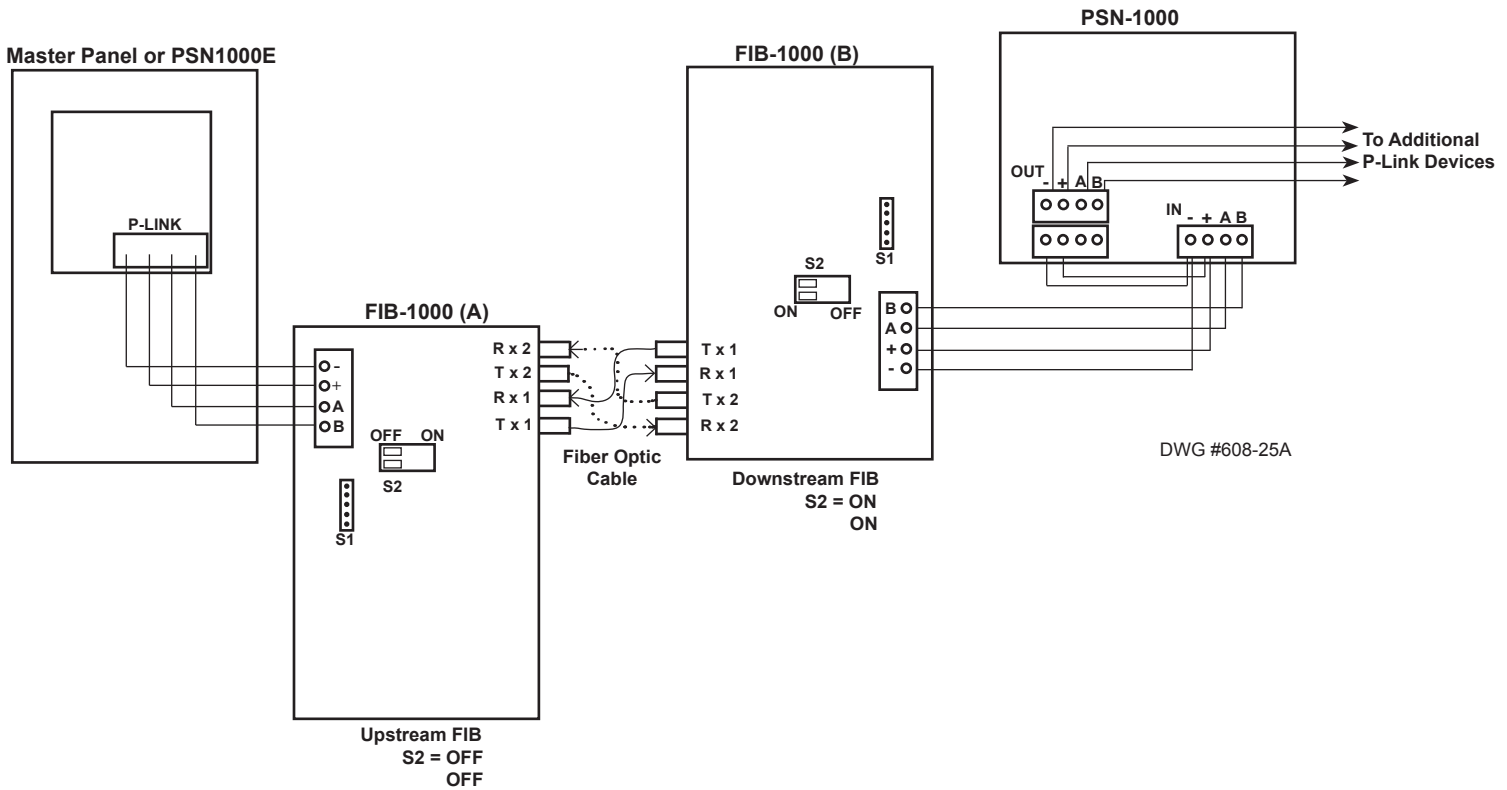 Master Panel or PSN1000E
P-LINK
FIB-1000 (A)
-
+
A
B
OFF ON
S2
S1
R x 2
T x 2
R x 1
T x 1
Upstream FIB
S2 = OFF
OFF
Fiber Optic
Cable
FIB-1000 (B)
S1
S2
ON OFF
B
A
+
-
T x 1
R x 1
T x 2
R x 2
Downstream FIB
S2 = ON
ON
PSN-1000
OUT
- + A B
IN
- + A B
To Additional
P-Link Devices
DWG #608-25A